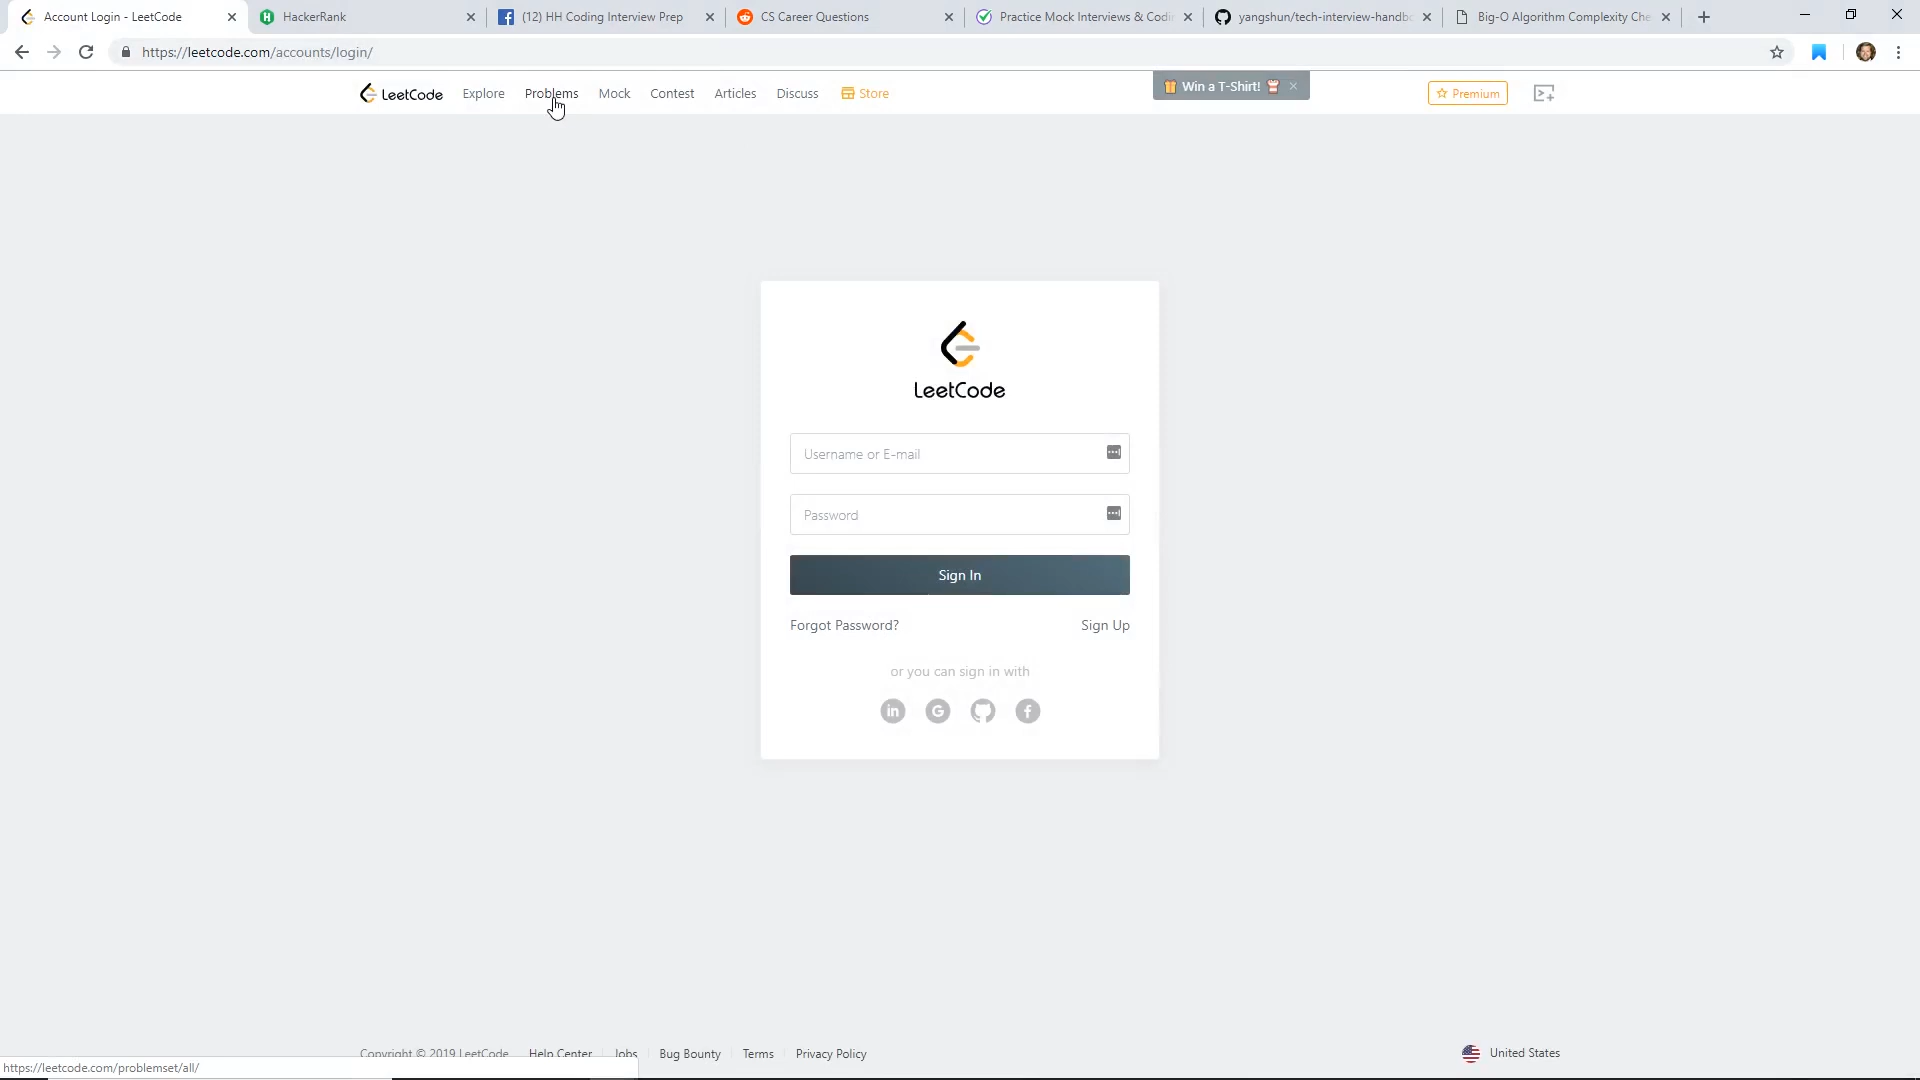 Account Login - LeetCode
HackerRank
(12) HH Coding Interview Prep
CS Career Questions
Practice Mock Interviews & Codi
yangshun/tech-interview-handbo
Big-O Algorithm Complexity Che
https://leetcode.com/accounts/login/
LeetCode
Explore
Problems
Mock
Contest
Articles
Discuss
Store
Win a T-Shirt!
Premium
LeetCode
Username or E-mail
Password
Sign In
Forgot Password?
Sign Up
or you can sign in with
in
G
f
Copyright © 2019 LeetCode
Help Center
Jobs
Bug Bounty
Terms
Privacy Policy
United States
https://leetcode.com/problemset/all/